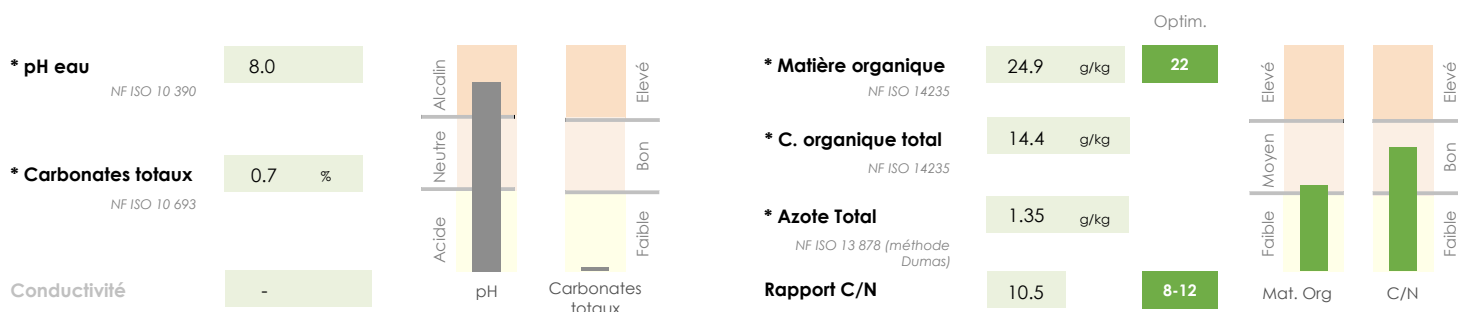 Optim.
* pH eau 8.0
NF ISO 10 390
* Carbonates totaux 0.7 %
NF ISO 10 693
Conductivité -
Alcalin
Neutre
Acide
Elevé
Bon
Faible
pH
Carbonates
totaux
* Matière organique 24.9 g/kg 22
NF ISO 14235
* C. organique total 14.4 g/kg
NF ISO 14235
* Azote Total 1.35 g/kg
NF ISO 13 878 (méthode
Dumas)
Rapport C/N 10.5 8-12
Elevé
Moyen
Faible
Elevé
Bon
Faible
Mat. Org
C/N